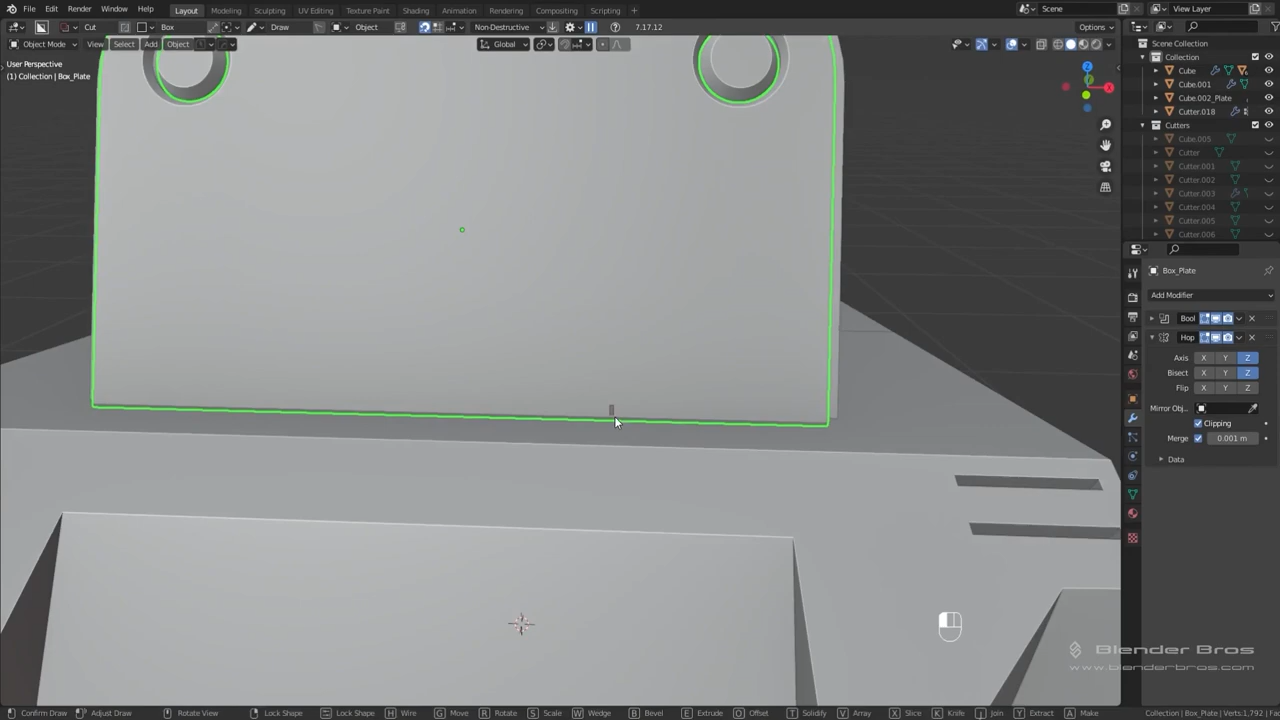 File Edit Render Window Help Layout Modeling Sculpting UV Editing Texture Paint Shading Animation Rendering Compositing Scripting + Scene View Layer
Cut Box Draw Object Non-Destructive 7.17.12 Options
Object Mode View Select Add Object Global
User Perspective
(1) Collection | Box_Plate
Z
X
Scene Collection
Collection
Cube
Cube.001
Cube.002_Plate
Cutter.018
Cutters
Cube.005
Cutter
Cutter.001
Cutter.002
Cutter.003
Cutter.004
Cutter.005
Cutter.006
Box_Plate
Add Modifier
Bool
Hop
Axis X Y Z
Bisect X Y Z
Flip X Y Z
Mirror Obj..
Clipping
Merge 0.001 m
Data
Blender Bros
www.blenderbros.com
Confirm Draw Adjust Draw Rotate View Lock Shape Lock Shape H Wire G Move R Rotate S Scale W Wedge B Bevel E Extrude O Offset T Solidify V Array X Slice K Knife J Join Y Extract A Make Collection | Box_Plate | Verts:1,792 |